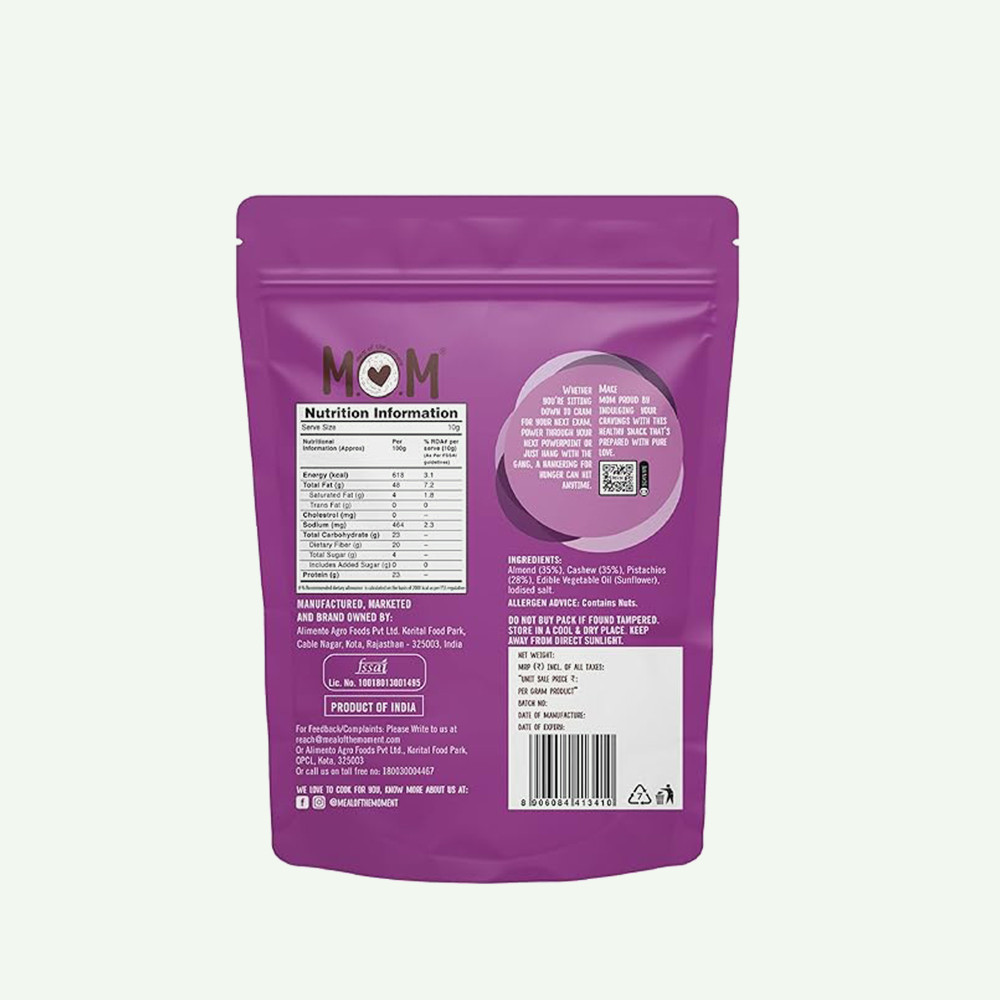 M.O.M
Nutrition Information
Serve Size 10g
Nutritional Information (Approx) Per 100g % RDA# per serve (10g) (As Per FSSAI guidelines)
Energy (kcal) 618 3.1
Total Fat (g) 48 7.2
Saturated Fat (g) 4 1.8
Trans Fat (g) 0 0
Cholestrol (mg) 0 –
Sodium (mg) 464 2.3
Total Carbohydrate (g) 23 –
Dietary Fiber (g) 20 –
Total Sugar (g) 4 –
Includes Added Sugar (g) 0 0
Protein (g) 23 –
MANUFACTURED, MARKETED
AND BRAND OWNED BY:
Alimento Agro Foods Pvt Ltd. Korital Food Park,
Cable Nagar, Kota, Rajasthan - 325003, India
fssai
Lic. No. 10018013001495
PRODUCT OF INDIA
For Feedback/Complaints: Please Write to us at
reach@mealofthemoment.com
Or Alimento Agro Foods Pvt Ltd., Korital Food Park,
OPCL, Kota, 325003
Or call us on toll free no: 180030004467
WE LOVE TO COOK FOR YOU, KNOW MORE ABOUT US AT:
@MEALOFTHEMOMENT
WHETHER
YOU'RE SITTING
DOWN TO CRAM
FOR YOUR NEXT EXAM,
POWER THROUGH YOUR
NEXT POWERPOINT OR
JUST HANG WITH THE
GANG, A HANKERING FOR
HUNGER CAN HIT
ANYTIME.
MAKE
MOM PROUD BY
INDULGING YOUR
CRAVINGS WITH THIS
HEALTHY SNACK THAT'S
PREPARED WITH PURE
LOVE.
INGREDIENTS:
Almond (35%), Cashew (35%), Pistachios
(28%), Edible Vegetable Oil (Sunflower),
Iodised salt.
ALLERGEN ADVICE: Contains Nuts.
DO NOT BUY PACK IF FOUND TAMPERED.
STORE IN A COOL & DRY PLACE. KEEP
AWAY FROM DIRECT SUNLIGHT.
NET WEIGHT:
MRP (₹) INCL. OF ALL TAXES:
"UNIT SALE PRICE ₹:
PER GRAM PRODUCT"
BATCH NO:
DATE OF MANUFACTURE:
DATE OF EXPIRY:
8 906084 413410
7